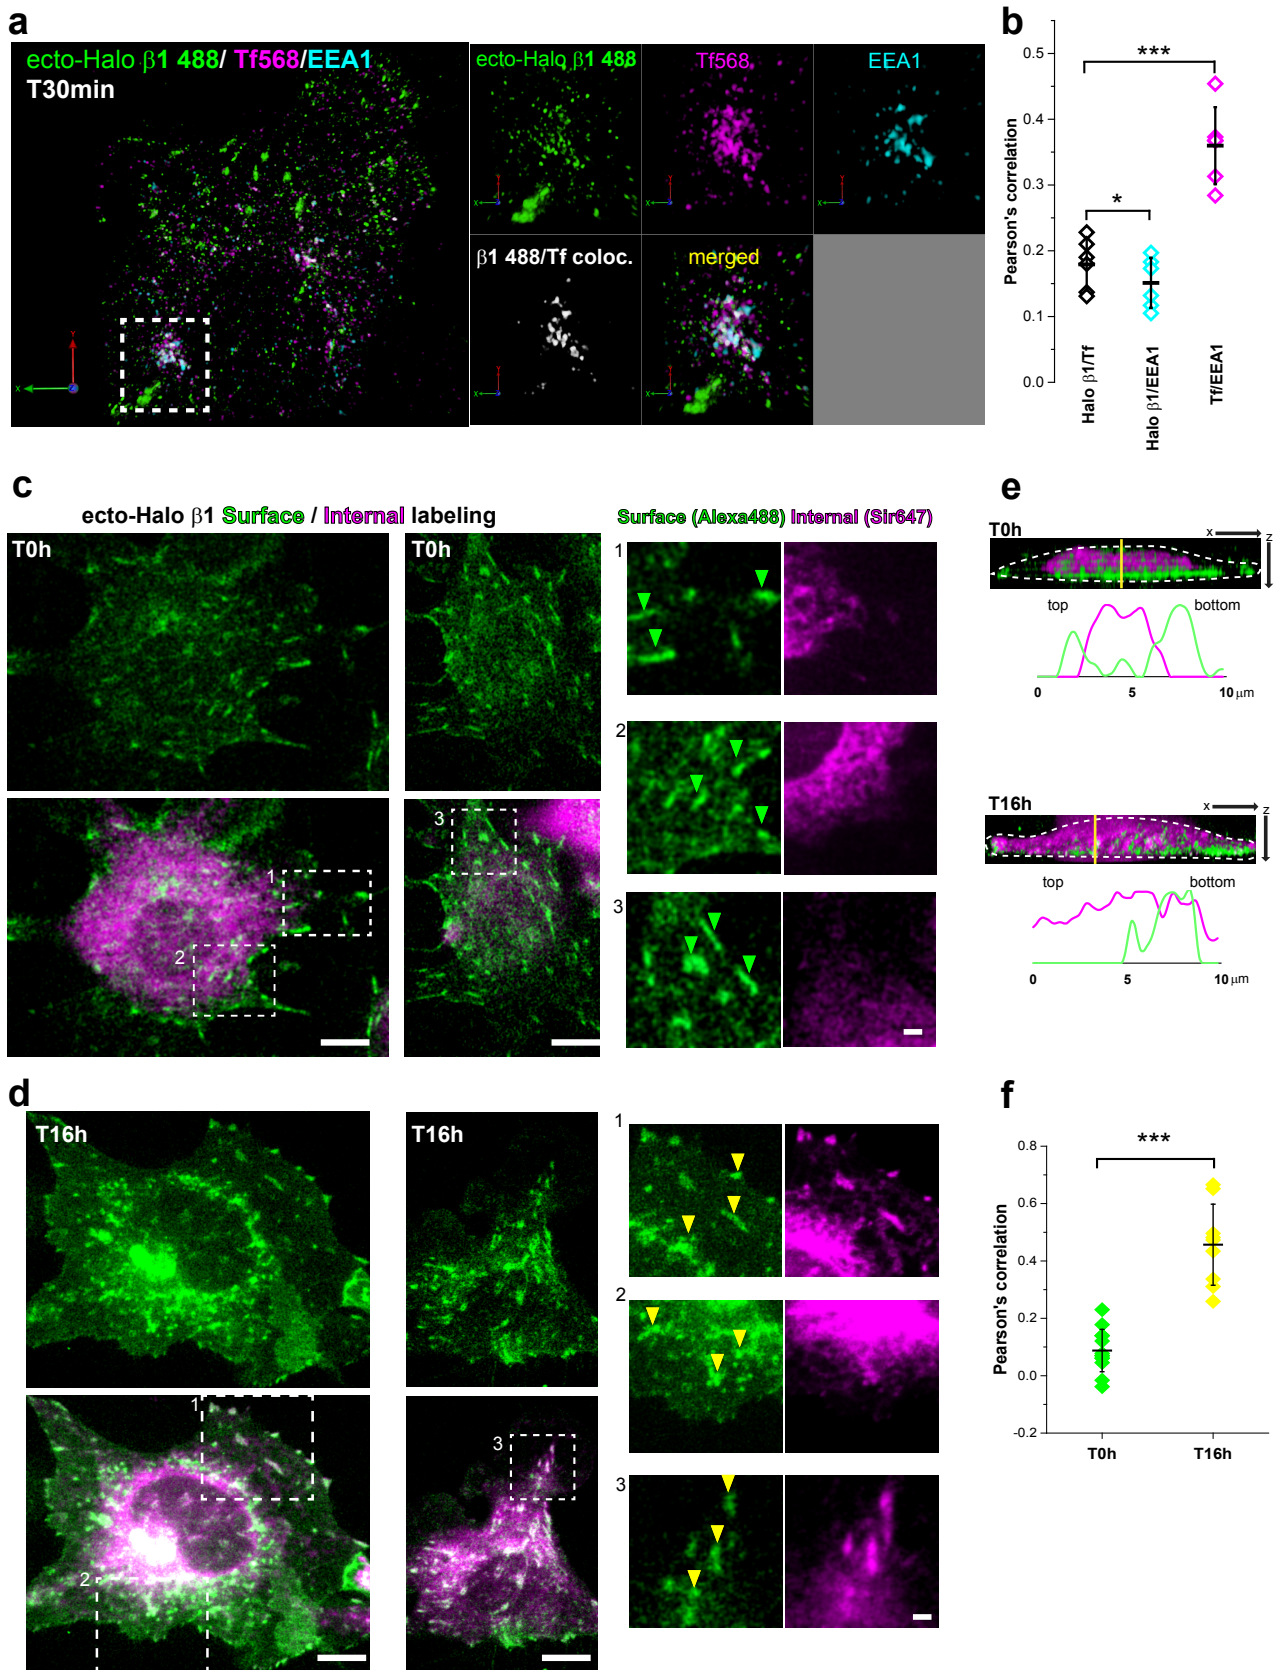 a
ecto-Halo β1 488/ Tf568/EEA1
T30min
Y
X
ecto-Halo β1 488
Tf568
EEA1
β1 488/Tf coloc.
merged
b
***
*
Pearson's correlation
0.5
0.4
0.3
0.2
0.1
0.0
Halo β1/Tf
Halo β1/EEA1
Tf/EEA1
c
ecto-Halo β1 Surface / Internal labeling
T0h
T0h
1
2
3
Surface (Alexa488) Internal (Sir647)
1
2
3
d
T16h
T16h
1
2
3
1
2
3
e
T0h
x
z
top
bottom
0
5
10 μm
T16h
x
z
top
bottom
0
5
10 μm
f
***
Pearson's correlation
0.8
0.6
0.4
0.2
0.0
-0.2
T0h
T16h